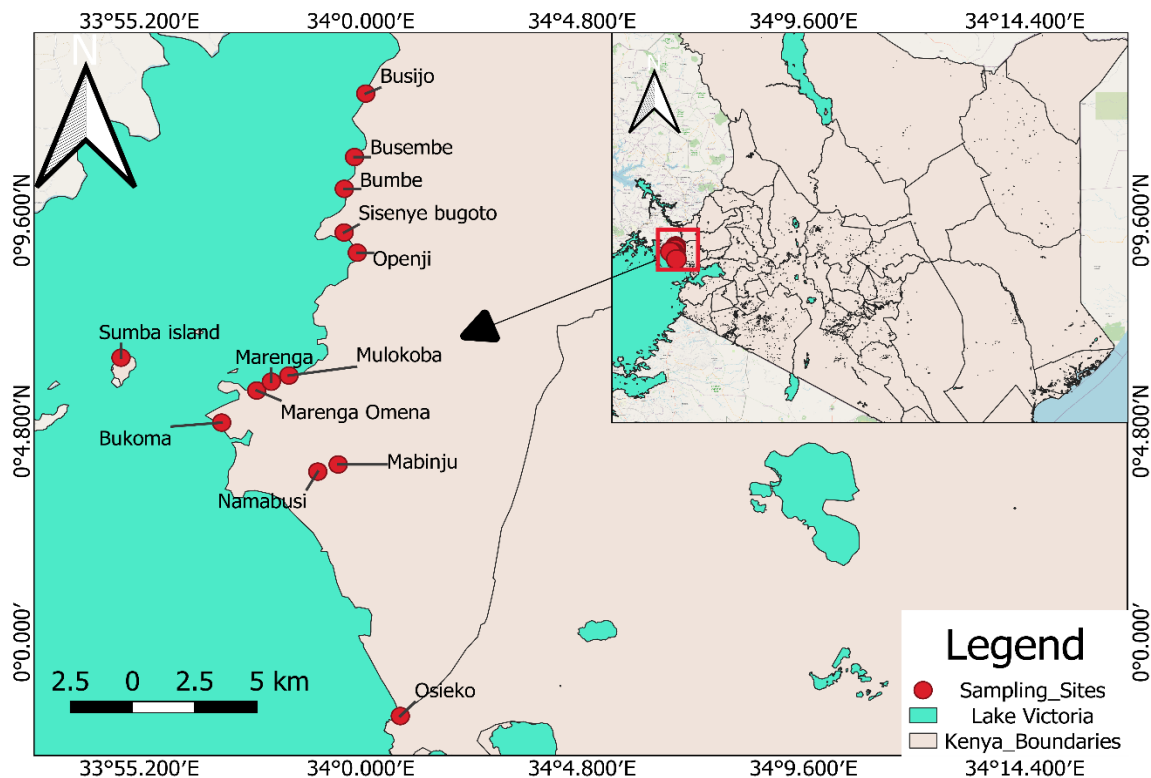 33°55.200′E 34°0.000′E 34°4.800′E 34°9.600′E 34°14.400′E
N
N
Busijo
Busembe
Bumbe
Sisenye bugoto
Openji
0°9.600′N
0°9.600′N
Sumba island
Marenga
Mulokoba
Marenga Omena
Bukoma
Mabinju
Namabusi
0°4.800′N
0°4.800′N
Osieko
0°0.000′
0°0.000′
2.5 0 2.5 5 km
Legend
Sampling_Sites
Lake Victoria
Kenya_Boundaries
33°55.200′E 34°0.000′E 34°4.800′E 34°9.600′E 34°14.400′E